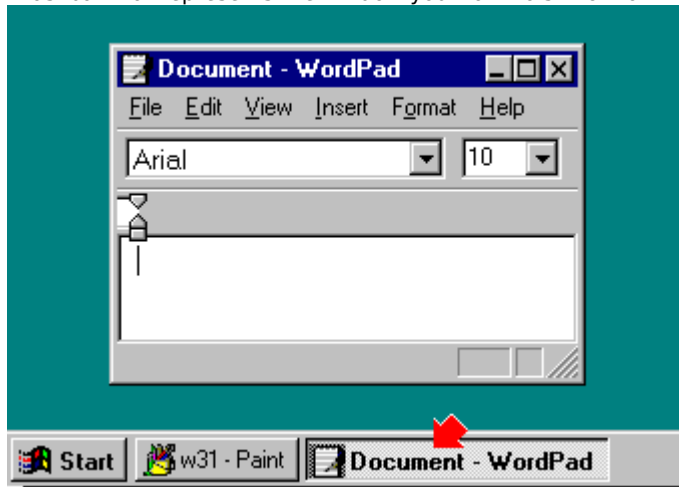 Document - WordPad
File Edit View Insert Format Help
Arial 10
Start w31 - Paint Document - WordPad